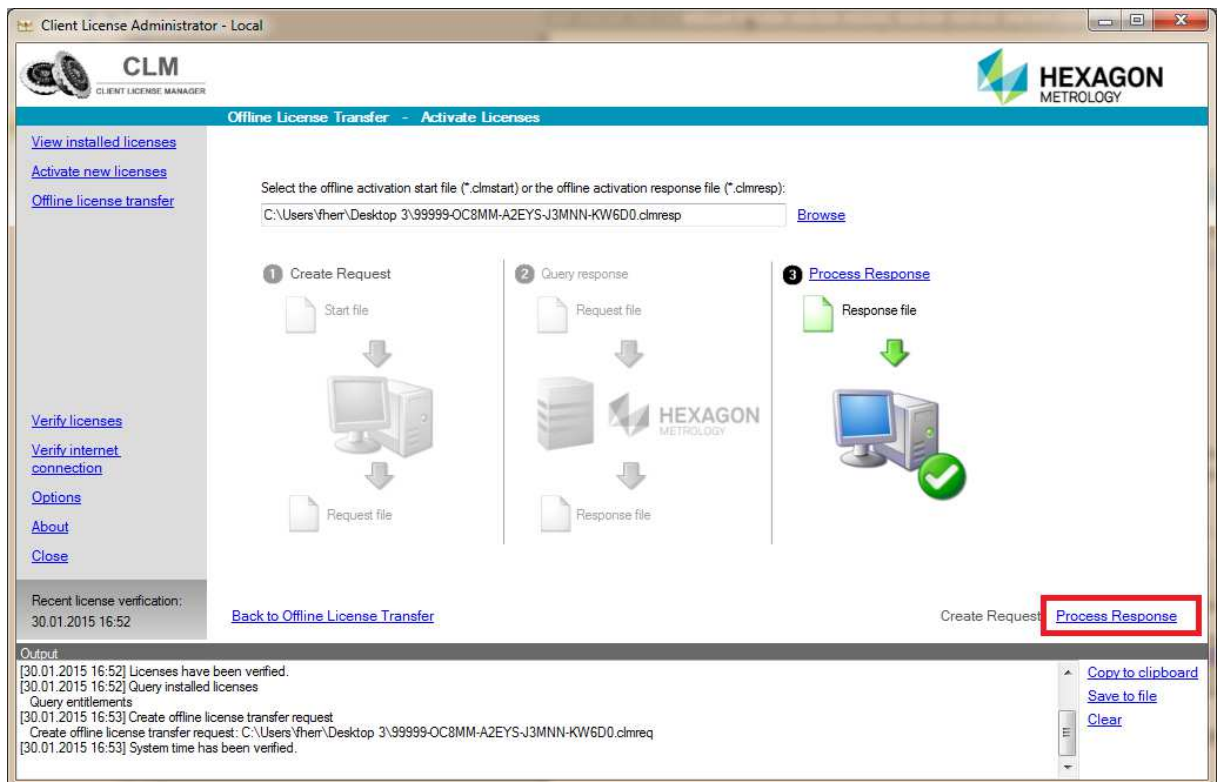 Client License Administrator - Local
CLM
CLIENT LICENSE MANAGER
HEXAGON
METROLOGY
Offline License Transfer - Activate Licenses
View installed licenses
Activate new licenses
Offline license transfer
Select the offline activation start file (*.clmstart) or the offline activation response file (*.clmresp):
C:\Users\fherr\Desktop 3\99999-OC8MM-A2EYS-J3MNN-KW6D0.clmresp
Browse
1 Create Request
Start file
Request file
2 Query response
Request file
HEXAGON
METROLOGY
Response file
3 Process Response
Response file
Verify licenses
Verify internet
connection
Options
About
Close
Recent license verification:
30.01.2015 16:52
Back to Offline License Transfer
Create Request
Process Response
Output
[30.01.2015 16:52] Licenses have been verified.
[30.01.2015 16:52] Query installed licenses
Query entitlements
[30.01.2015 16:53] Create offline license transfer request
Create offline license transfer request: C:\Users\fherr\Desktop 3\99999-OC8MM-A2EYS-J3MNN-KW6D0.clmreq
[30.01.2015 16:53] System time has been verified.
Copy to clipboard
Save to file
Clear